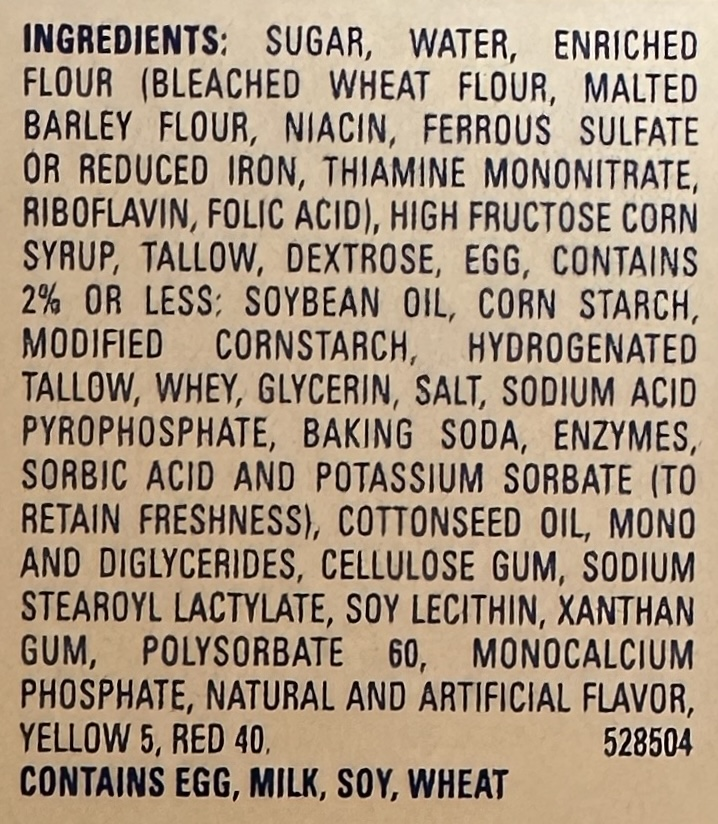 INGREDIENTS: SUGAR, WATER, ENRICHED
FLOUR (BLEACHED WHEAT FLOUR, MALTED
BARLEY FLOUR, NIACIN, FERROUS SULFATE
OR REDUCED IRON, THIAMINE MONONITRATE,
RIBOFLAVIN, FOLIC ACID), HIGH FRUCTOSE CORN
SYRUP, TALLOW, DEXTROSE, EGG, CONTAINS
2% OR LESS: SOYBEAN OIL, CORN STARCH,
MODIFIED CORNSTARCH, HYDROGENATED
TALLOW, WHEY, GLYCERIN, SALT, SODIUM ACID
PYROPHOSPHATE, BAKING SODA, ENZYMES,
SORBIC ACID AND POTASSIUM SORBATE (TO
RETAIN FRESHNESS), COTTONSEED OIL, MONO
AND DIGLYCERIDES, CELLULOSE GUM, SODIUM
STEAROYL LACTYLATE, SOY LECITHIN, XANTHAN
GUM, POLYSORBATE 60, MONOCALCIUM
PHOSPHATE, NATURAL AND ARTIFICIAL FLAVOR,
YELLOW 5, RED 40. 528504
CONTAINS EGG, MILK, SOY, WHEAT